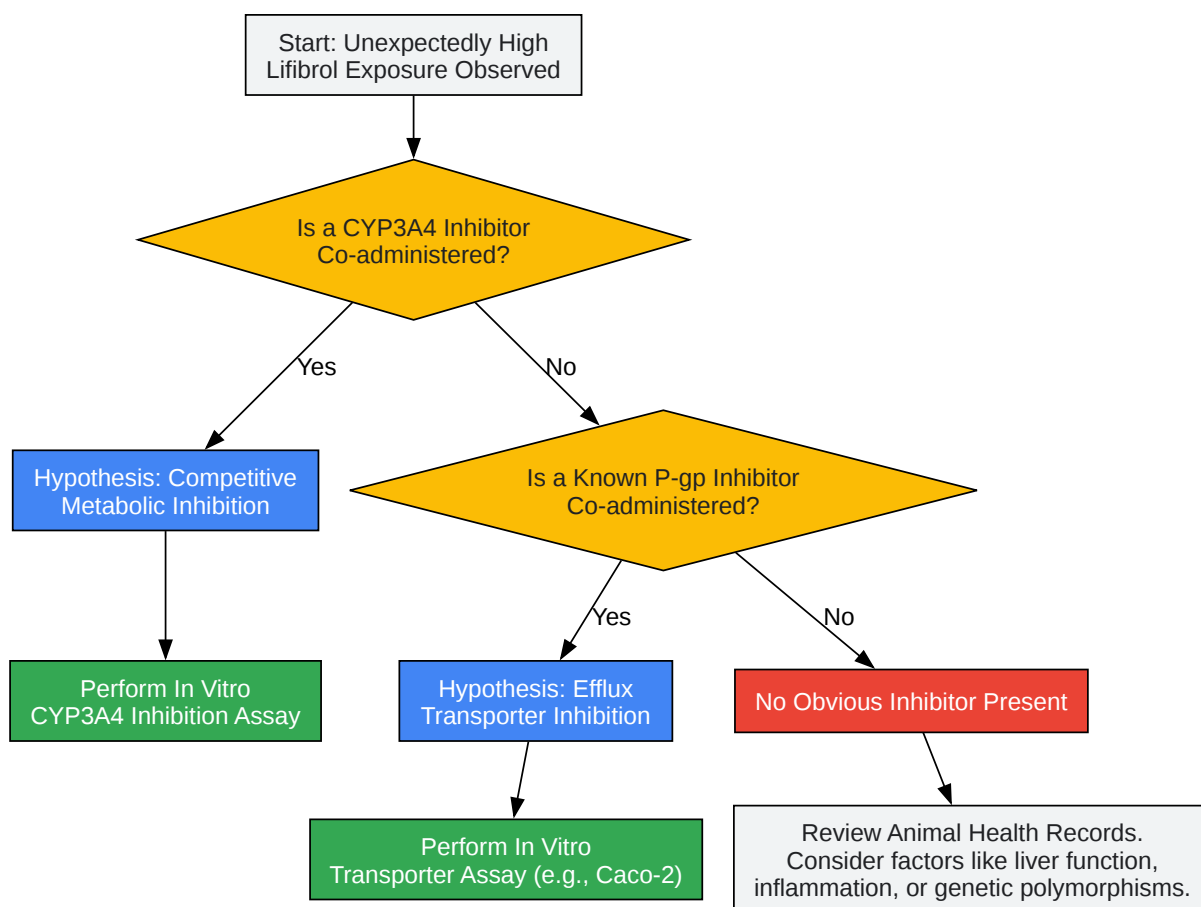 Start: Unexpectedly High
Lifibrol Exposure Observed
Is a CYP3A4 Inhibitor
Co-administered?
Yes
No
Hypothesis: Competitive
Metabolic Inhibition
Is a Known P-gp Inhibitor
Co-administered?
Yes
No
Perform In Vitro
CYP3A4 Inhibition Assay
Hypothesis: Efflux
Transporter Inhibition
No Obvious Inhibitor Present
Perform In Vitro
Transporter Assay (e.g., Caco-2)
Review Animal Health Records.
Consider factors like liver function,
inflammation, or genetic polymorphisms.